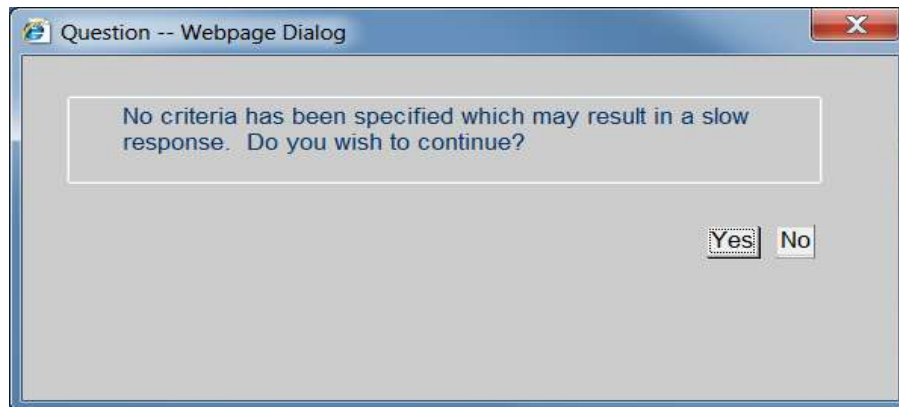 Question -- Webpage Dialog
No criteria has been specified which may result in a slow
response.  Do you wish to continue?
Yes No